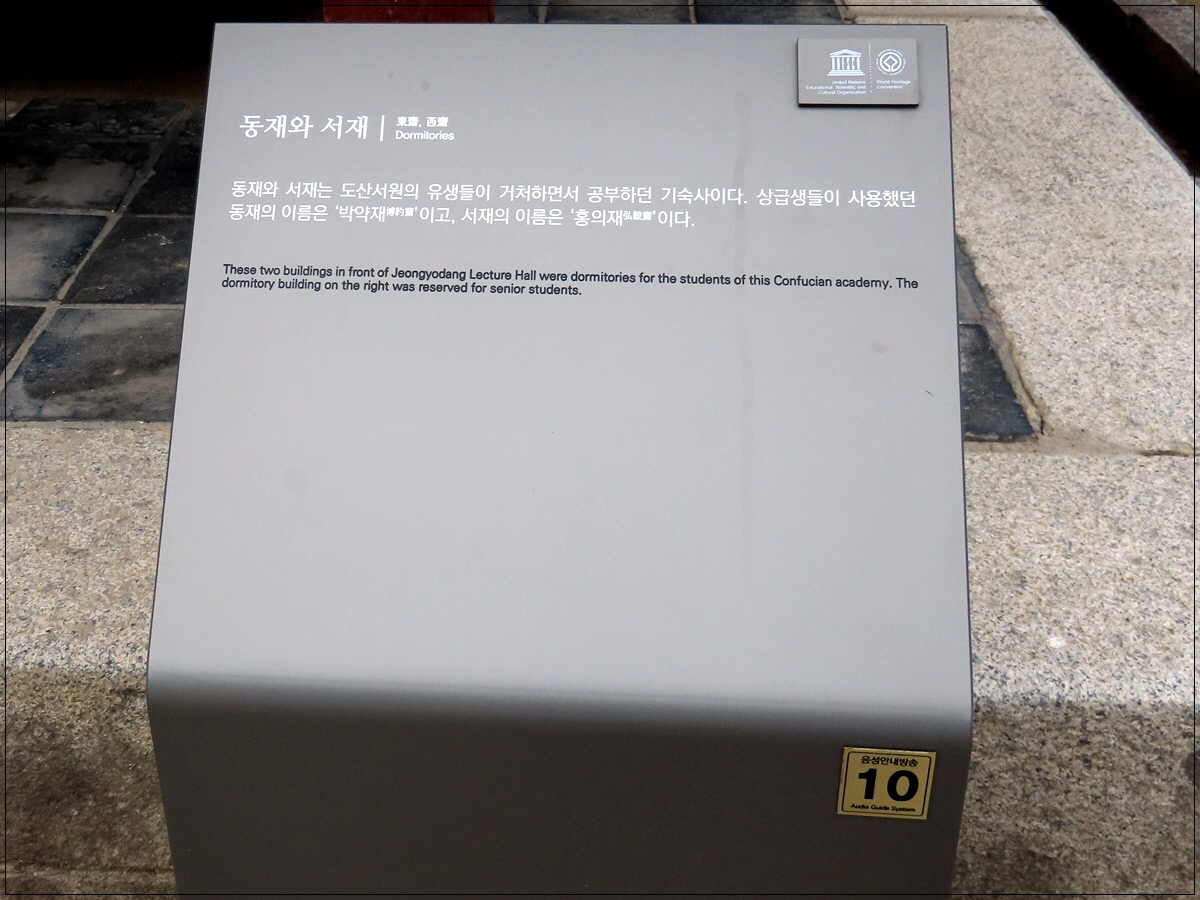 United Nations
Educational, Scientific and
Cultural Organization
World Heritage
Convention
동재와 서재 | 東齋, 西齋
Dormitories
동재와 서재는 도산서원의 유생들이 거처하면서 공부하던 기숙사이다. 상급생들이 사용했던
동재의 이름은 ‘박약재博約齋’이고, 서재의 이름은 ‘홍의재弘毅齋’이다.
These two buildings in front of Jeongyodang Lecture Hall were dormitories for the students of this Confucian academy. The
dormitory building on the right was reserved for senior students.
음성안내방송
10
Audio Guide System